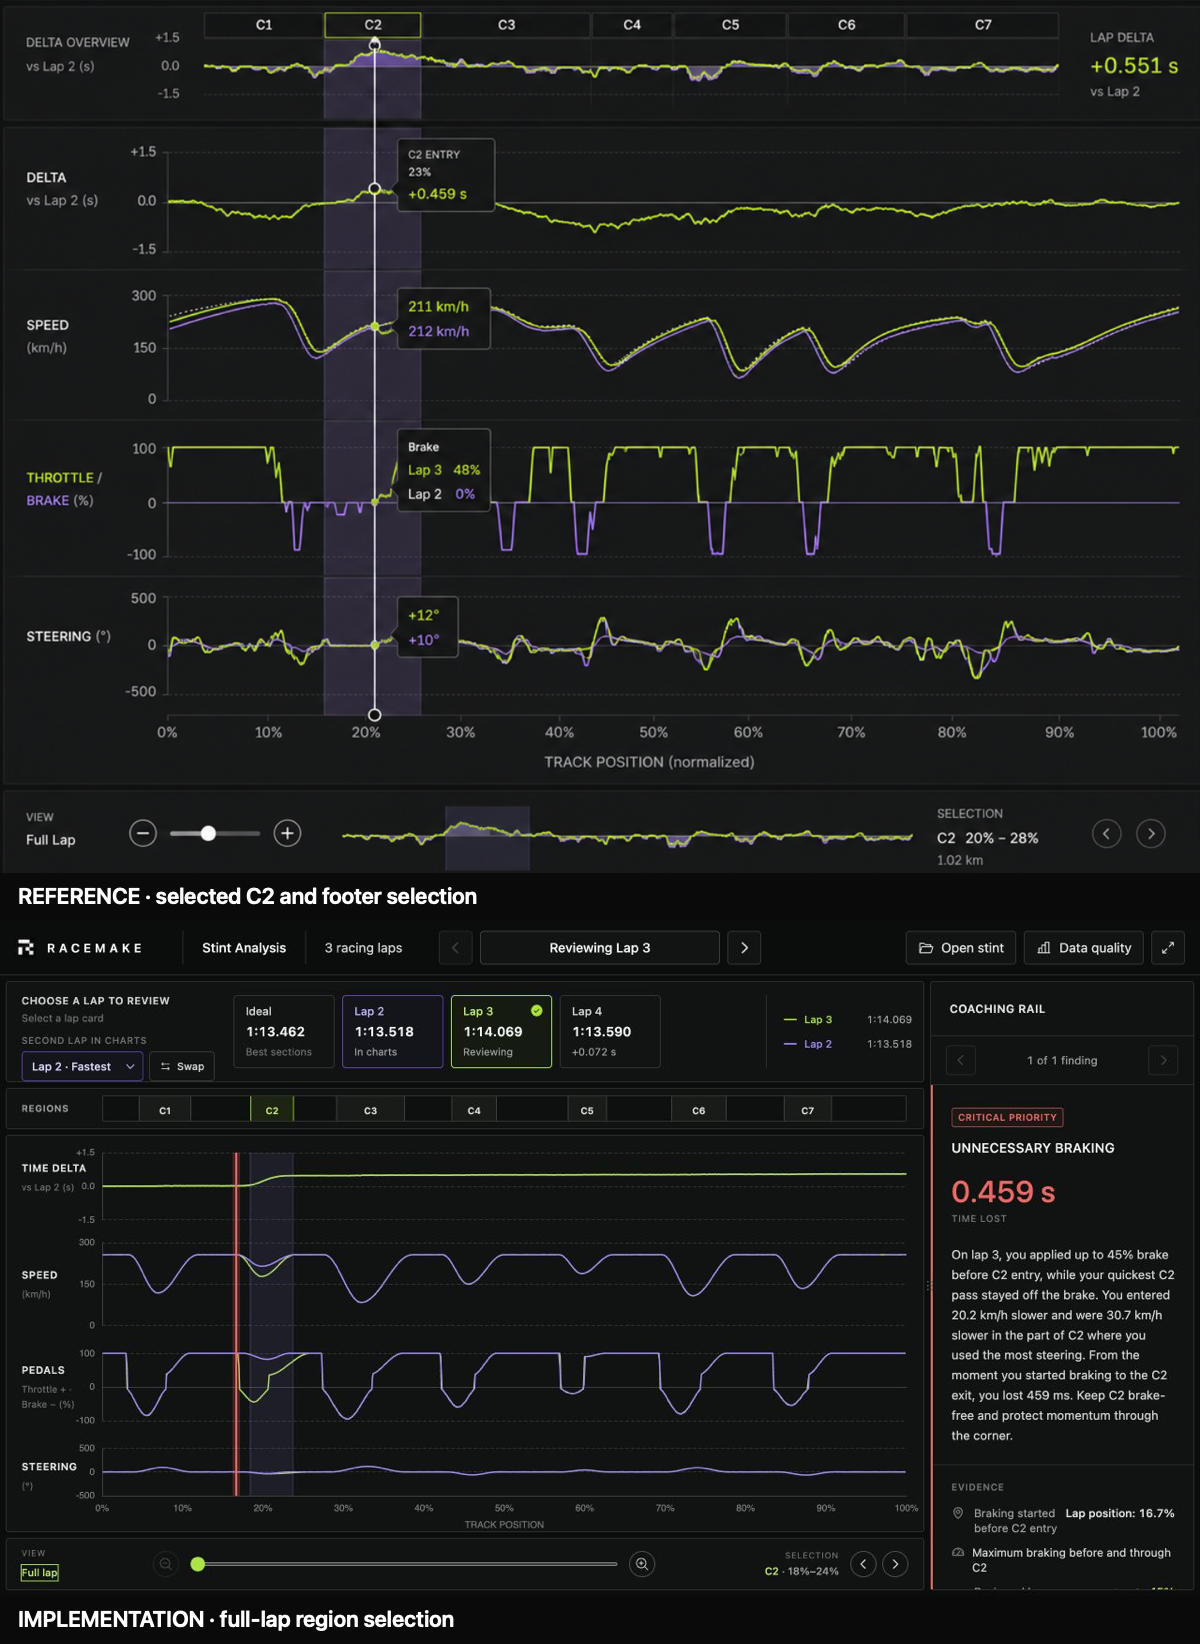 C1 C2 C3 C4 C5 C6 C7
DELTA OVERVIEW
vs Lap 2 (s)
+1.5
0.0
-1.5
LAP DELTA
+0.551 s
vs Lap 2
DELTA
vs Lap 2 (s)
+1.5
0.0
-1.5
C2 ENTRY
23%
+0.459 s
SPEED
(km/h)
300
150
0
211 km/h
212 km/h
THROTTLE /
BRAKE (%)
100
0
-100
Brake
Lap 3 48%
Lap 2 0%
STEERING (°)
500
0
-500
+12°
+10°
0% 10% 20% 30% 40% 50% 60% 70% 80% 90% 100%
TRACK POSITION (normalized)
VIEW
Full Lap
SELECTION
C2 20% – 28%
1.02 km
REFERENCE · selected C2 and footer selection
RACEMAKE
Stint Analysis
3 racing laps
Reviewing Lap 3
Open stint
Data quality
CHOOSE A LAP TO REVIEW
Select a lap card
SECOND LAP IN CHARTS
Lap 2 · Fastest
Swap
Ideal
1:13.462
Best sections
Lap 2
1:13.518
In charts
Lap 3
1:14.069
Reviewing
Lap 4
1:13.590
+0.072 s
Lap 3 1:14.069
Lap 2 1:13.518
REGIONS
C1 C2 C3 C4 C5 C6 C7
TIME DELTA
vs Lap 2 (s)
+1.5
0.0
-1.5
SPEED
(km/h)
300
150
0
PEDALS
Throttle + ·
Brake – (%)
100
0
-100
STEERING
(°)
500
0
-500
0% 10% 20% 30% 40% 50% 60% 70% 80% 90% 100%
TRACK POSITION
VIEW
Full lap
SELECTION
C2 · 18%–24%
COACHING RAIL
1 of 1 finding
CRITICAL PRIORITY
UNNECESSARY BRAKING
0.459 s
TIME LOST
On lap 3, you applied up to 45% brake
before C2 entry, while your quickest C2
pass stayed off the brake. You entered
20.2 km/h slower and were 30.7 km/h
slower in the part of C2 where you
used the most steering. From the
moment you started braking to the C2
exit, you lost 459 ms. Keep C2 brake-
free and protect momentum through
the corner.
EVIDENCE
Braking started Lap position: 16.7%
before C2 entry
Maximum braking before and through
C2
IMPLEMENTATION · full-lap region selection